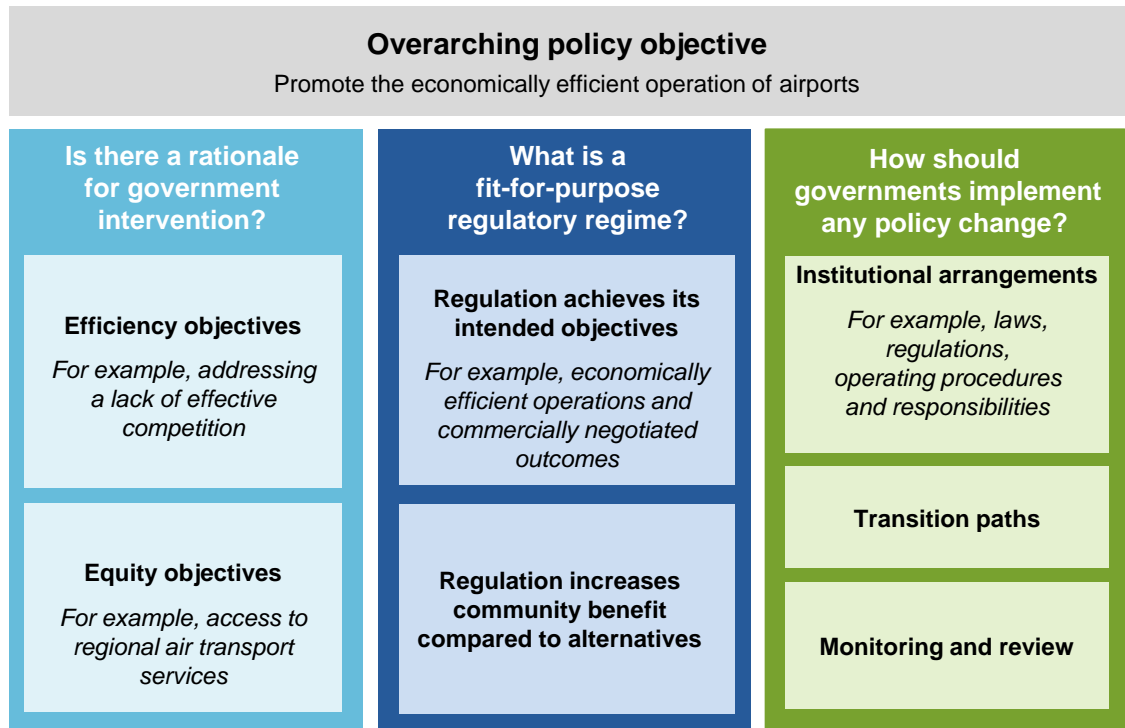 Overarching policy objective
Promote the economically efficient operation of airports
Is there a rationale
for government
intervention?
Efficiency objectives
For example, addressing
a lack of effective
competition
Equity objectives
For example, access to
regional air transport
services
What is a
fit-for-purpose
regulatory regime?
Regulation achieves its
intended objectives
For example, economically
efficient operations and
commercially negotiated
outcomes
Regulation increases
community benefit
compared to alternatives
How should
governments implement
any policy change?
Institutional arrangements
For example, laws,
regulations,
operating procedures
and responsibilities
Transition paths
Monitoring and review